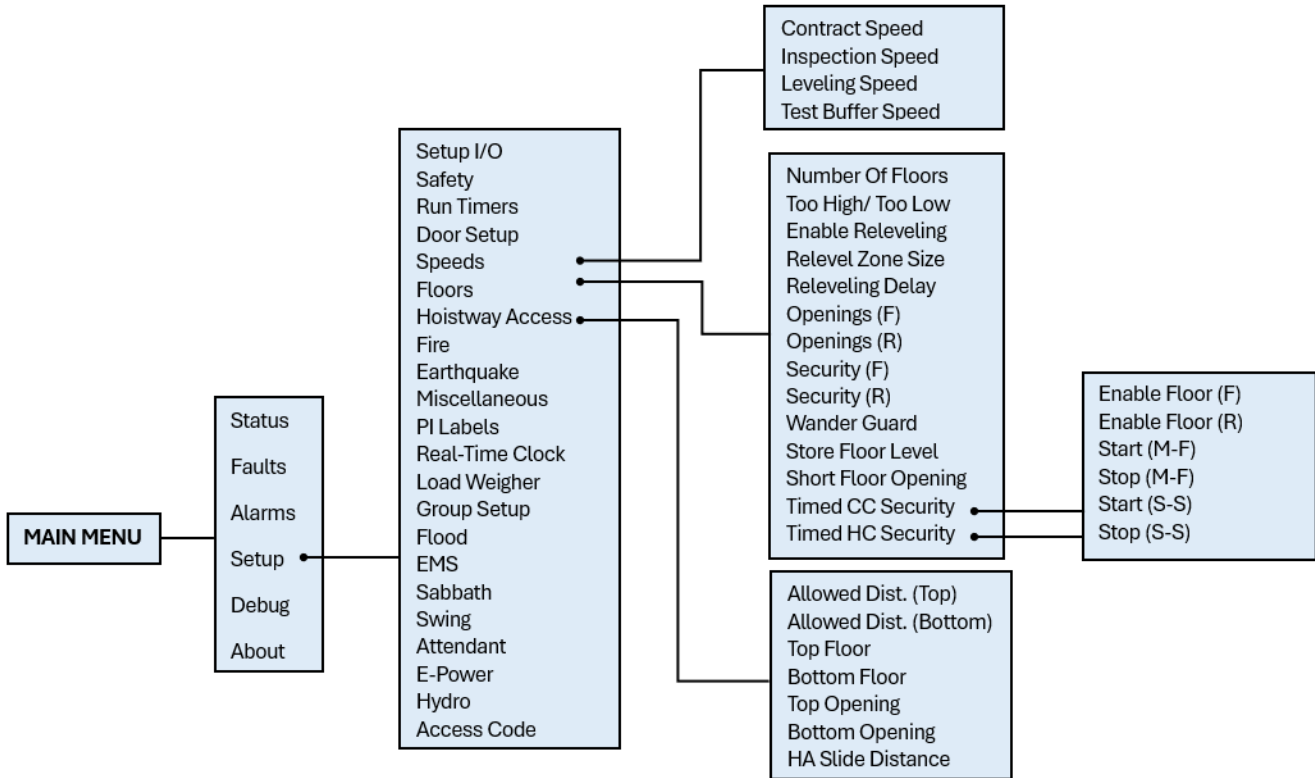 MAIN MENU
Status
Faults
Alarms
Setup
Debug
About
Setup I/O
Safety
Run Timers
Door Setup
Speeds
Floors
Hoistway Access
Fire
Earthquake
Miscellaneous
PI Labels
Real-Time Clock
Load Weigher
Group Setup
Flood
EMS
Sabbath
Swing
Attendant
E-Power
Hydro
Access Code
Contract Speed
Inspection Speed
Leveling Speed
Test Buffer Speed
Number Of Floors
Too High/ Too Low
Enable Releveling
Relevel Zone Size
Releveling Delay
Openings (F)
Openings (R)
Security (F)
Security (R)
Wander Guard
Store Floor Level
Short Floor Opening
Timed CC Security
Timed HC Security
Enable Floor (F)
Enable Floor (R)
Start (M-F)
Stop (M-F)
Start (S-S)
Stop (S-S)
Allowed Dist. (Top)
Allowed Dist. (Bottom)
Top Floor
Bottom Floor
Top Opening
Bottom Opening
HA Slide Distance